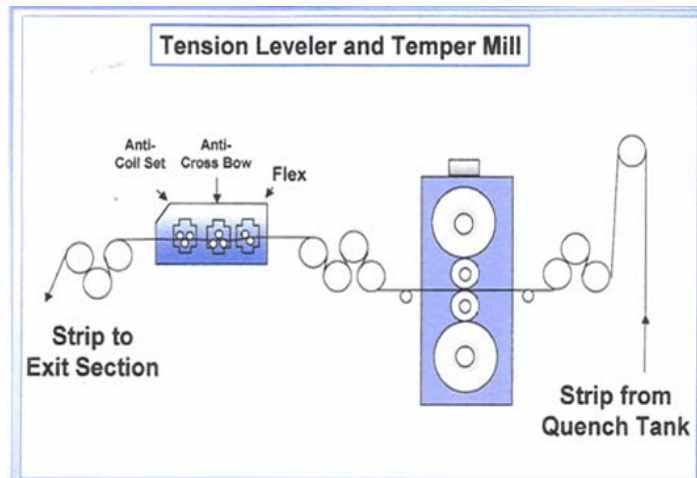 Tension Leveler and Temper Mill
Anti-
Coil Set
Anti-
Cross Bow
Flex
Strip to
Exit Section
Strip from
Quench Tank